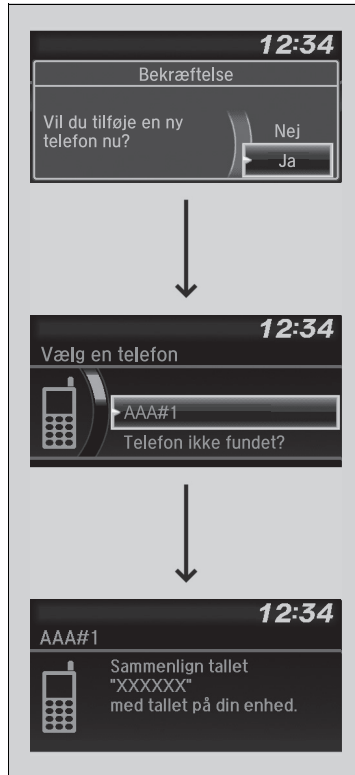 12:34
Bekræftelse
Vil du tilføje en ny
telefon nu?
Nej
Ja
12:34
Vælg en telefon
AAA#1
Telefon ikke fundet?
12:34
AAA#1
Sammenlign tallet
"XXXXXX"
med tallet på din enhed.